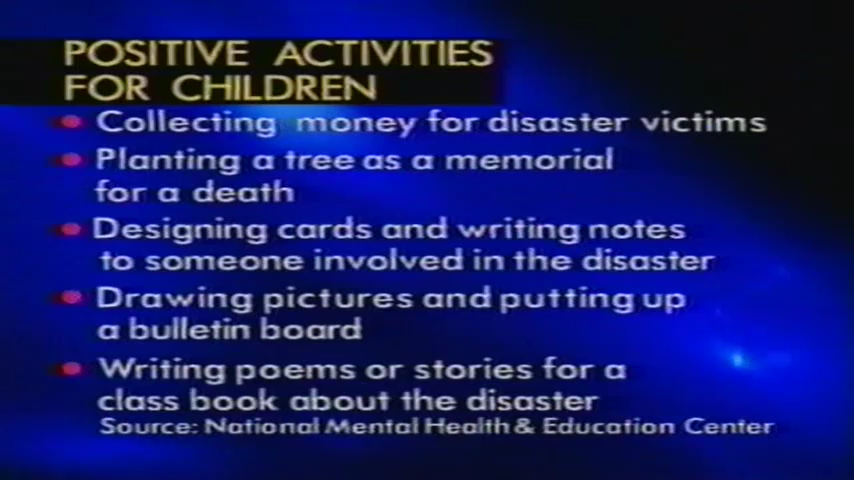 POSITIVE ACTIVITIES
FOR CHILDREN
Collecting money for disaster victims
Planting a tree as a memorial
for a death
Designing cards and writing notes
to someone involved in the disaster
Drawing pictures and putting up
a bulletin board
Writing poems or stories for a
class book about the disaster
Source: National Mental Health & Education Center